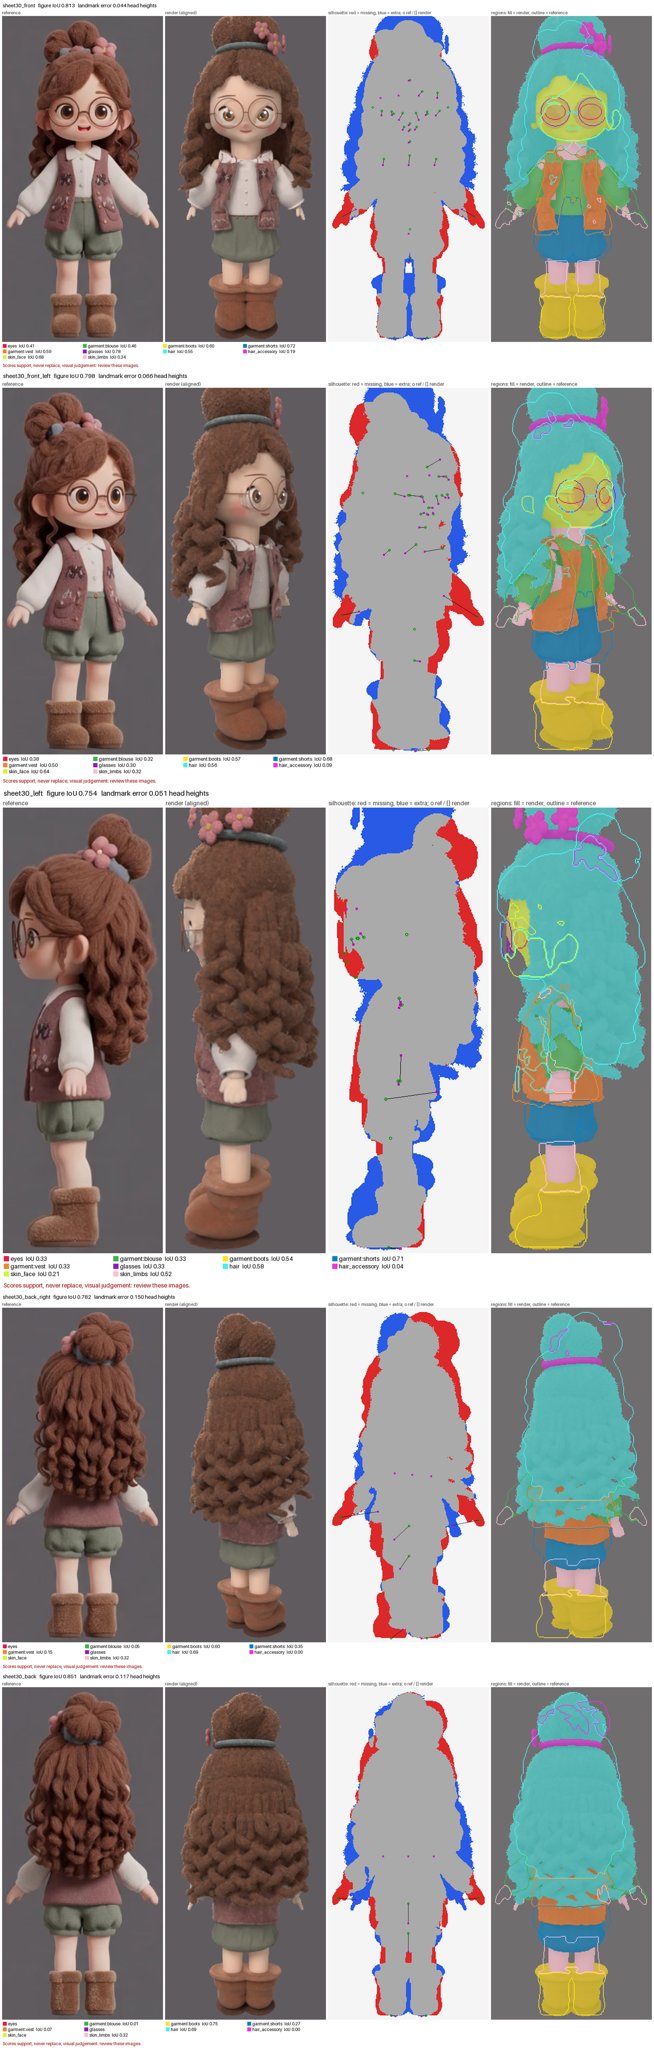 sheet30_front figure IoU 0.813 landmark error 0.044 head heights
reference
render (aligned)
silhouette: red = missing, blue = extra; o ref / [] render
regions: fill = render, outline = reference
eyes IoU 0.41
garment:blouse IoU 0.46
garment:boots IoU 0.60
garment:shorts IoU 0.72
garment:vest IoU 0.59
glasses IoU 0.78
hair IoU 0.55
hair_accessory IoU 0.19
skin_face IoU 0.68
skin_limbs IoU 0.34
Scores support, never replace, visual judgement: review these images.
sheet30_front_left figure IoU 0.798 landmark error 0.066 head heights
reference
render (aligned)
silhouette: red = missing, blue = extra; o ref / [] render
regions: fill = render, outline = reference
eyes IoU 0.38
garment:blouse IoU 0.22
garment:boots IoU 0.57
garment:shorts IoU 0.68
garment:vest IoU 0.50
glasses IoU 0.30
hair IoU 0.56
hair_accessory IoU 0.09
skin_face IoU 0.64
skin_limbs IoU 0.32
Scores support, never replace, visual judgement: review these images.
sheet30_left figure IoU 0.754 landmark error 0.051 head heights
reference
render (aligned)
silhouette: red = missing, blue = extra; o ref / [] render
regions: fill = render, outline = reference
eyes IoU 0.33
garment:blouse IoU 0.33
garment:boots IoU 0.54
garment:shorts IoU 0.71
garment:vest IoU 0.33
glasses IoU 0.33
hair IoU 0.58
hair_accessory IoU 0.04
skin_face IoU 0.21
skin_limbs IoU 0.52
Scores support, never replace, visual judgement: review these images.
sheet30_back_right figure IoU 0.782 landmark error 0.150 head heights
reference
render (aligned)
silhouette: red = missing, blue = extra; o ref / [] render
regions: fill = render, outline = reference
eyes
garment:blouse IoU 0.05
garment:boots IoU 0.60
garment:shorts IoU 0.35
garment:vest IoU 0.15
glasses
hair IoU 0.69
hair_accessory IoU 0.00
skin_face
skin_limbs IoU 0.32
Scores support, never replace, visual judgement: review these images.
sheet30_back figure IoU 0.851 landmark error 0.117 head heights
reference
render (aligned)
silhouette: red = missing, blue = extra; o ref / [] render
regions: fill = render, outline = reference
eyes
garment:blouse IoU 0.01
garment:boots IoU 0.75
garment:shorts IoU 0.27
garment:vest IoU 0.07
glasses
hair IoU 0.69
hair_accessory IoU 0.00
skin_face
skin_limbs IoU 0.32
Scores support, never replace, visual judgement: review these images.